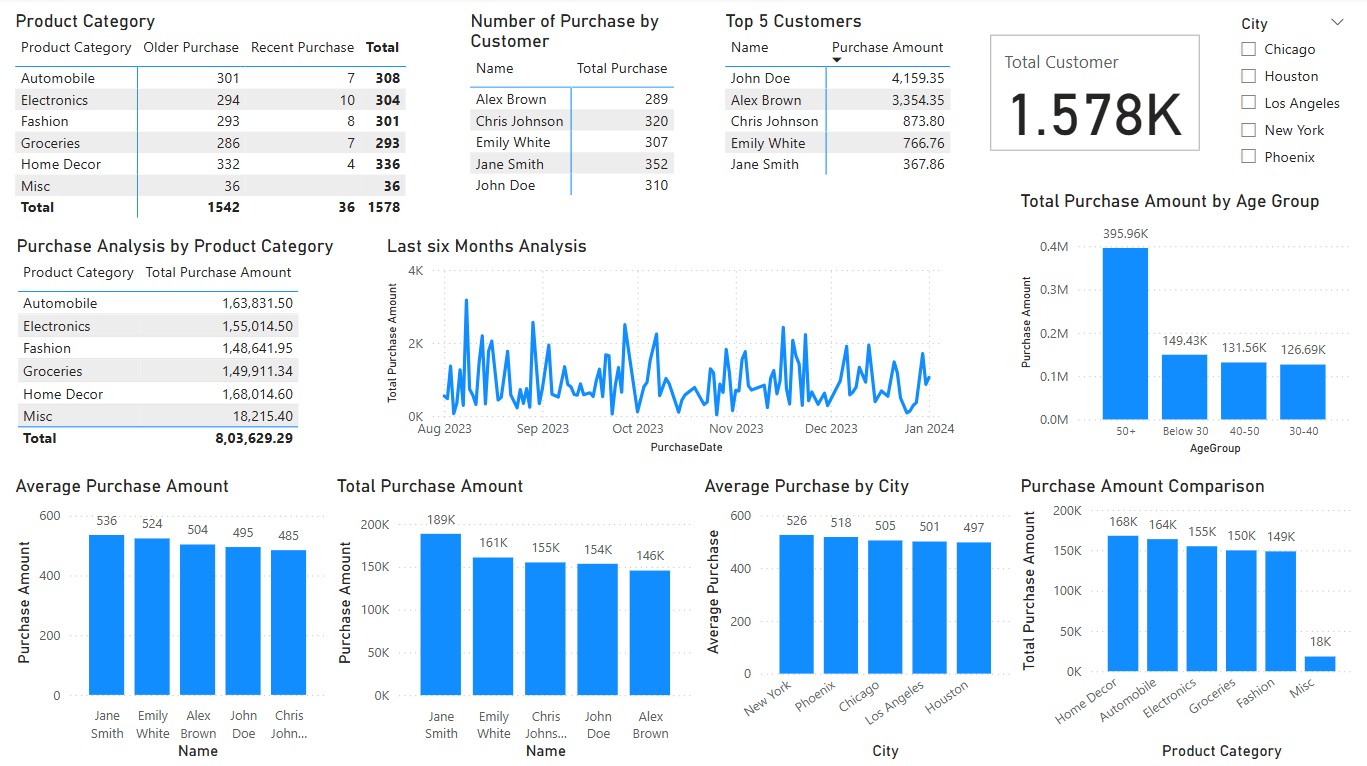 Product Category
Product Category Older Purchase Recent Purchase Total
Automobile 301 7 308
Electronics 294 10 304
Fashion 293 8 301
Groceries 286 7 293
Home Decor 332 4 336
Misc 36 36
Total 1542 36 1578
Number of Purchase by
Customer
Name Total Purchase
Alex Brown 289
Chris Johnson 320
Emily White 307
Jane Smith 352
John Doe 310
Top 5 Customers
Name Purchase Amount
John Doe 4,159.35
Alex Brown 3,354.35
Chris Johnson 873.80
Emily White 766.76
Jane Smith 367.86
Total Customer
1.578K
City
Chicago
Houston
Los Angeles
New York
Phoenix
Purchase Analysis by Product Category
Product Category Total Purchase Amount
Automobile 1,63,831.50
Electronics 1,55,014.50
Fashion 1,48,641.95
Groceries 1,49,911.34
Home Decor 1,68,014.60
Misc 18,215.40
Total 8,03,629.29
Last six Months Analysis
Total Purchase Amount
4K
2K
0K
Aug 2023 Sep 2023 Oct 2023 Nov 2023 Dec 2023 Jan 2024
PurchaseDate
Total Purchase Amount by Age Group
Purchase Amount
0.4M
0.3M
0.2M
0.1M
0.0M
395.96K 149.43K 131.56K 126.69K
50+ Below 30 40-50 30-40
AgeGroup
Average Purchase Amount
Purchase Amount
600
400
200
0
536 524 504 495 485
Jane Emily Alex John Chris
Smith White Brown Doe John...
Name
Total Purchase Amount
Purchase Amount
200K
150K
100K
50K
0K
189K 161K 155K 154K 146K
Jane Emily Chris John Alex
Smith White Johns... Doe Brown
Name
Average Purchase by City
Average Purchase
600
400
200
0
526 518 505 501 497
New York Phoenix Chicago Los Angeles Houston
City
Purchase Amount Comparison
Total Purchase Amount
200K
150K
100K
50K
0K
168K 164K 155K 150K 149K 18K
Home Decor Automobile Electronics Groceries Fashion Misc
Product Category